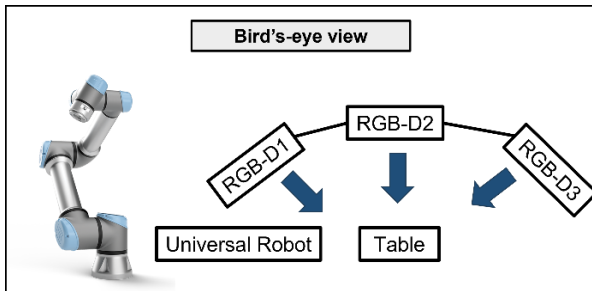 Bird's-eye view
RGB-D1
RGB-D2
RGB-D3
Universal Robot
Table